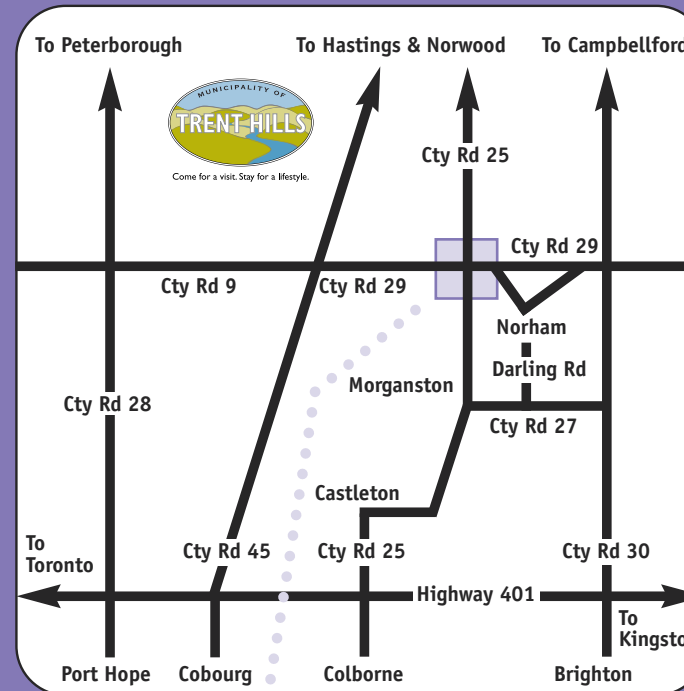 To Peterborough
To Hastings & Norwood
To Campbellford
MUNICIPALITY OF
TRENT HILLS
Come for a visit. Stay for a lifestyle.
Cty Rd 25
Cty Rd 29
Cty Rd 9
Cty Rd 29
Norham
Darling Rd
Morganston
Cty Rd 28
Cty Rd 27
Castleton
To
Toronto
Cty Rd 45
Cty Rd 25
Cty Rd 30
Highway 401
To
Kingsto
Port Hope
Cobourg
Colborne
Brighton